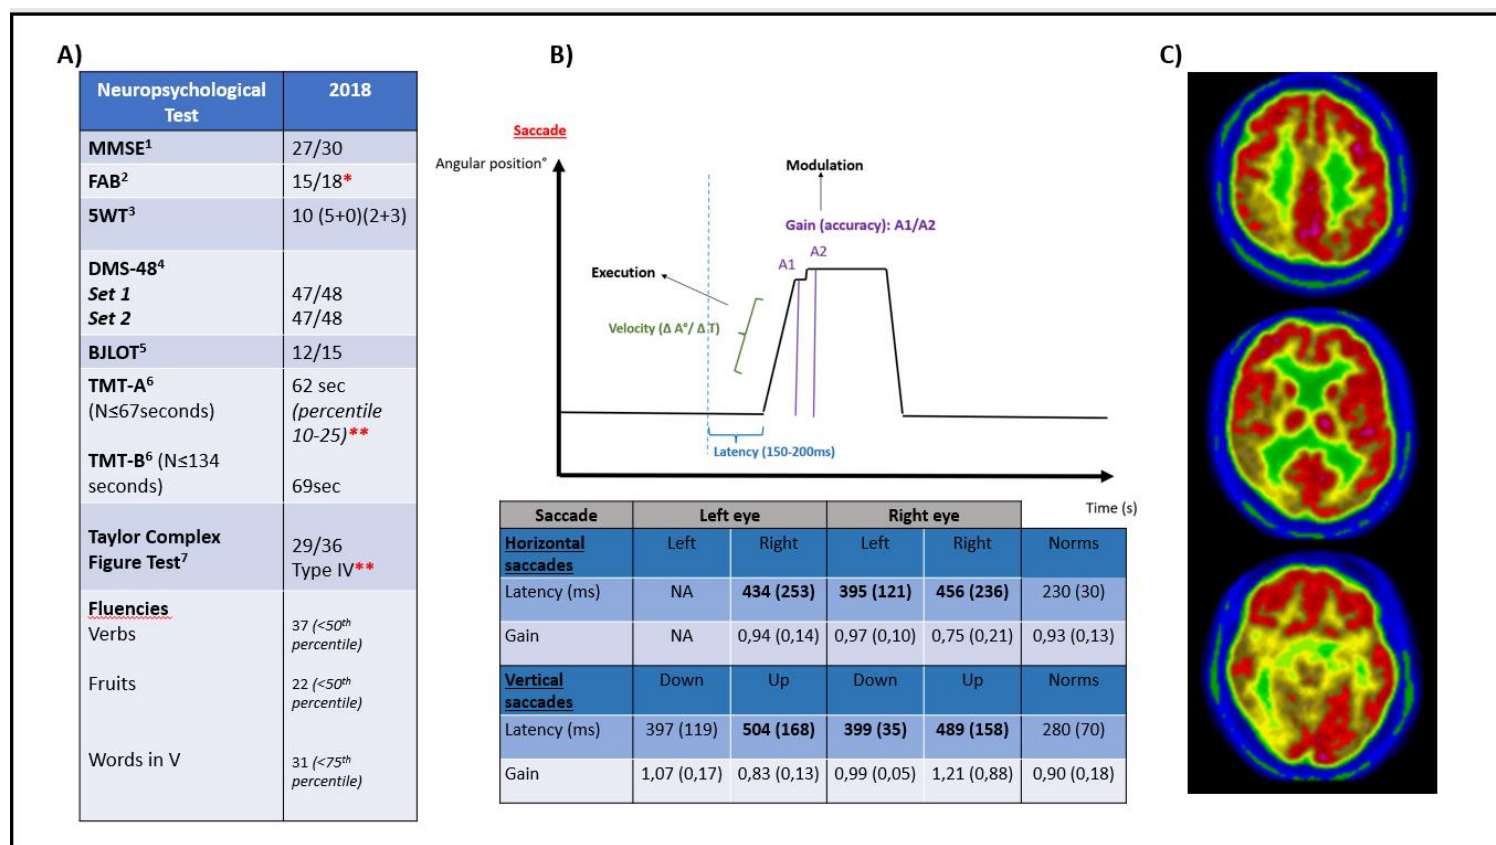 A)
Neuropsychological Test 2018
MMSE¹ 27/30
FAB² 15/18*
5WT³ 10 (5+0)(2+3)
DMS-48⁴
Set 1 47/48
Set 2 47/48
BJLOT⁵ 12/15
TMT-A⁶ 62 sec
(N≤67seconds) (percentile
10-25)**
TMT-B⁶ (N≤134
seconds) 69sec
Taylor Complex
Figure Test⁷ 29/36
Type IV**
Fluencies
Verbs 37 (<50th
percentile)
Fruits 22 (<50th
percentile)
Words in V 31 (<75th
percentile)
B)
Saccade
Angular position°
Modulation
Gain (accuracy): A1/A2
A1 A2
Execution
Velocity (Δ A°/ Δ T)
Latency (150-200ms)
Time (s)
Saccade Left eye Right eye
Horizontal
saccades Left Right Left Right Norms
Latency (ms) NA 434 (253) 395 (121) 456 (236) 230 (30)
Gain NA 0,94 (0,14) 0,97 (0,10) 0,75 (0,21) 0,93 (0,13)
Vertical
saccades Down Up Down Up Norms
Latency (ms) 397 (119) 504 (168) 399 (35) 489 (158) 280 (70)
Gain 1,07 (0,17) 0,83 (0,13) 0,99 (0,05) 1,21 (0,88) 0,90 (0,18)
C)